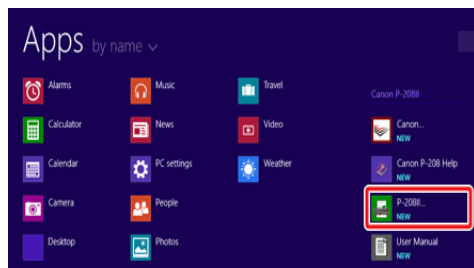 Apps by name
Alarms
Calculator
Calendar
Camera
Desktop
Music
News
PC settings
People
Photos
Travel
Video
Weather
Canon P-208II
Canon...
NEW
Canon P-208 Help
NEW
P-208II...
NEW
User Manual
NEW